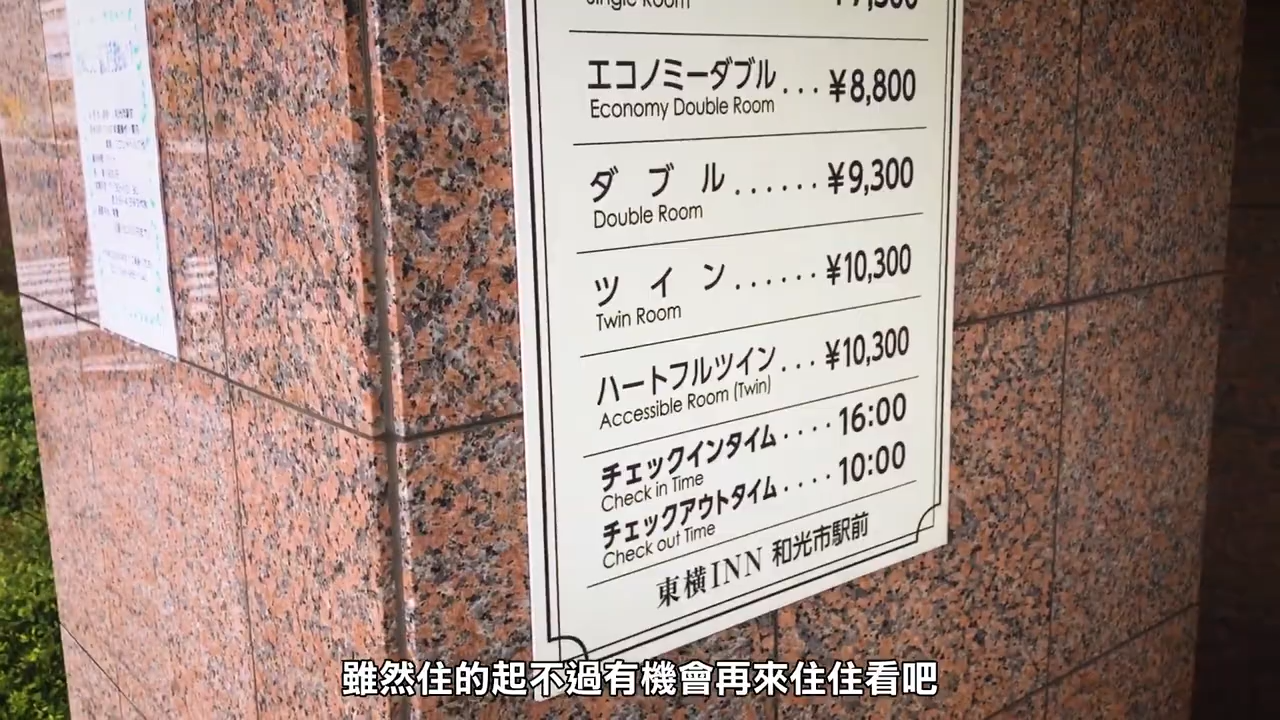 Single Room
¥7,300
エコノミーダブル...¥8,800
Economy Double Room
ダブル......¥9,300
Double Room
ツイン......¥10,300
Twin Room
ハートフルツイン...¥10,300
Accessible Room (Twin)
チェックインタイム....16:00
Check in Time
チェックアウトタイム....10:00
Check out Time
東横INN 和光市駅前
雖然住的起不過有機會再來住住看吧